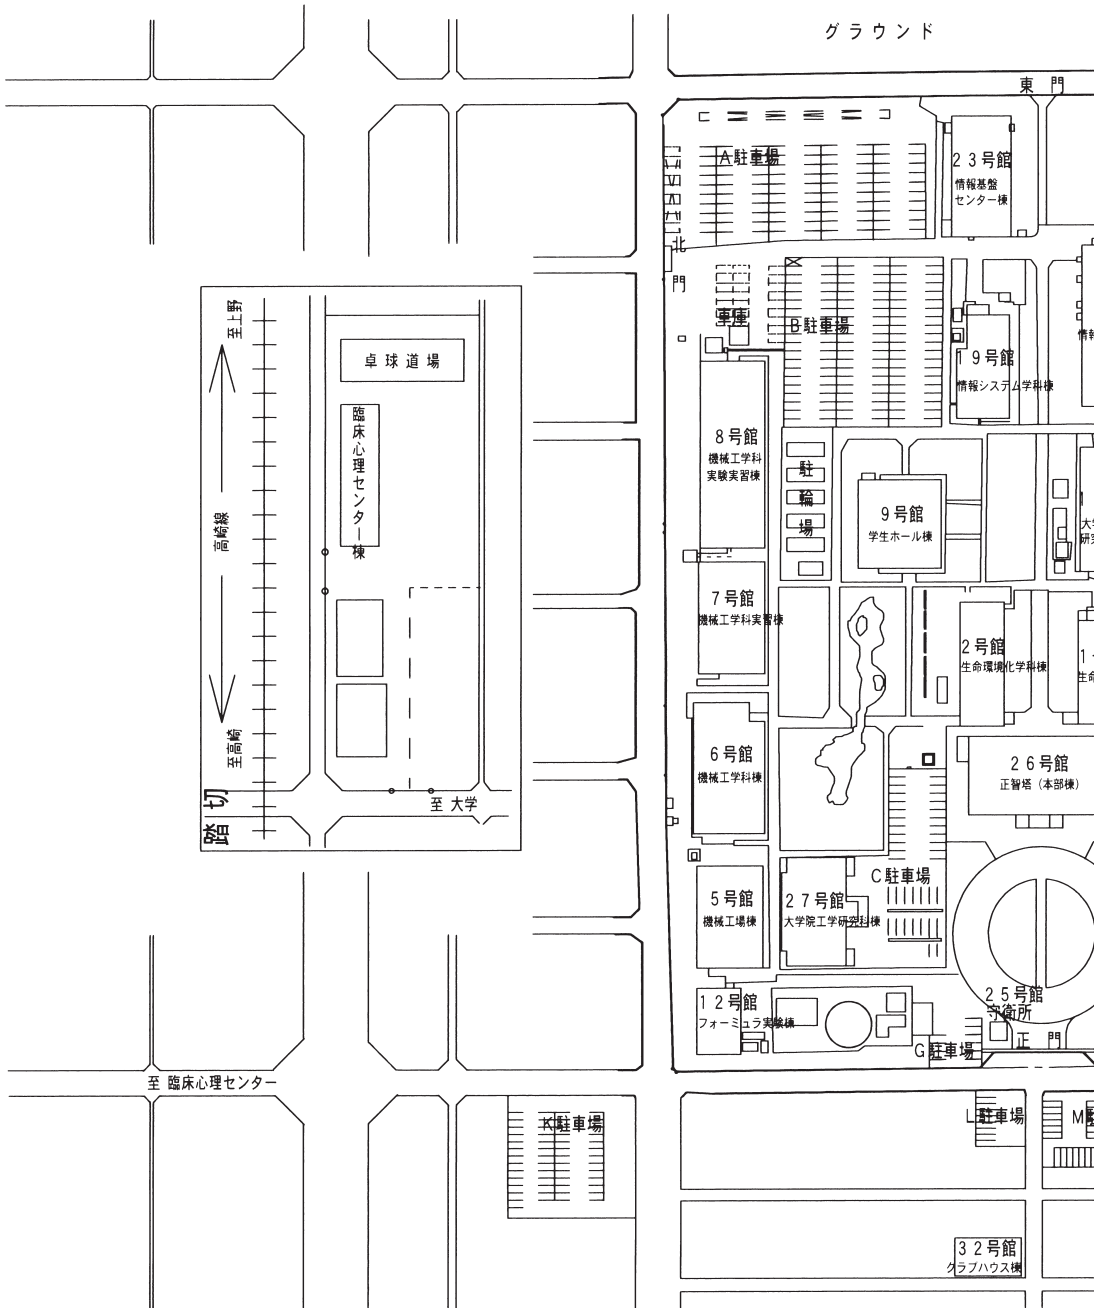 グラウンド
東門
A駐車場
23号館
情報基盤
センター棟
北門
車庫
B駐車場
19号館
情報システム学科棟
至上野
卓球道場
臨床心理センター棟
高崎線
至高崎
踏切
至 大学
8号館
機械工学科
実験実習棟
駐輪場
9号館
学生ホール棟
7号館
機械工学科実習棟
2号館
生命環境化学科棟
6号館
機械工学科棟
26号館
正智塔（本部棟）
C駐車場
5号館
機械工場棟
27号館
大学院工学研究科棟
12号館
フォーミュラ実験棟
25号館
守衛所
正門
G駐車場
至 臨床心理センター
K駐車場
L駐車場
32号館
クラブハウス棟